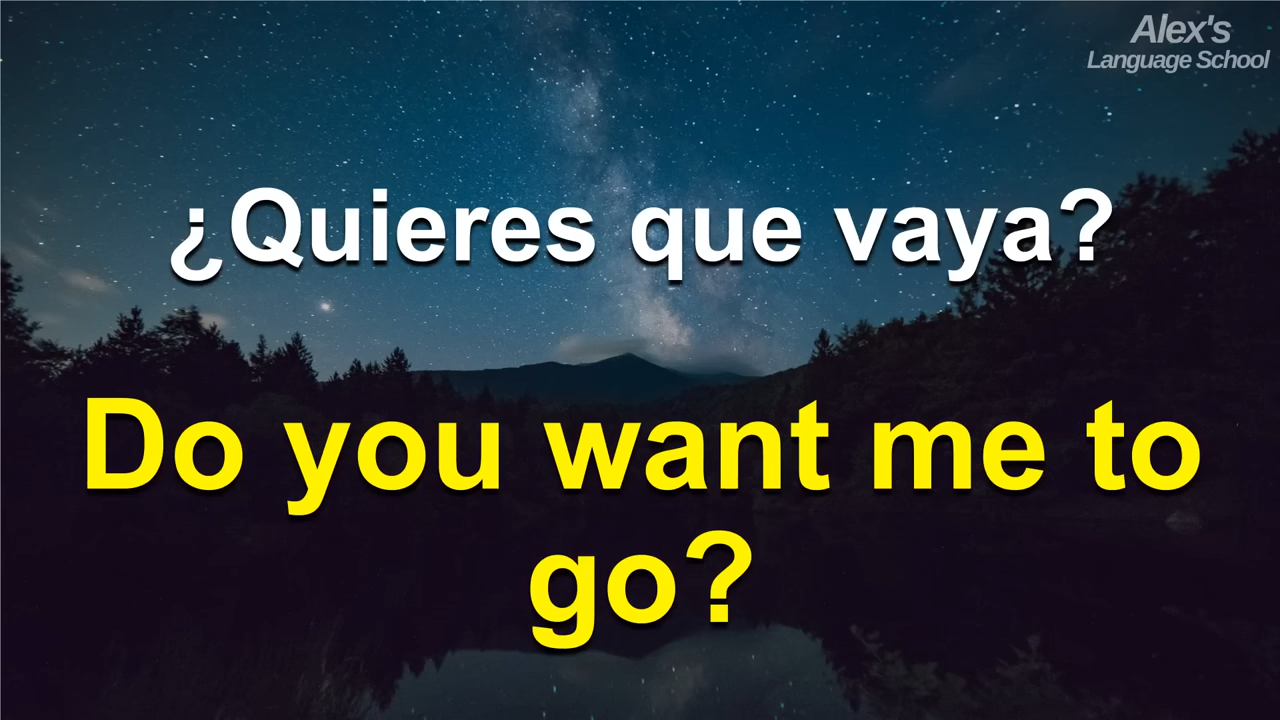 Alex's
Language School
¿Quieres que vaya?
Do you want me to
go?